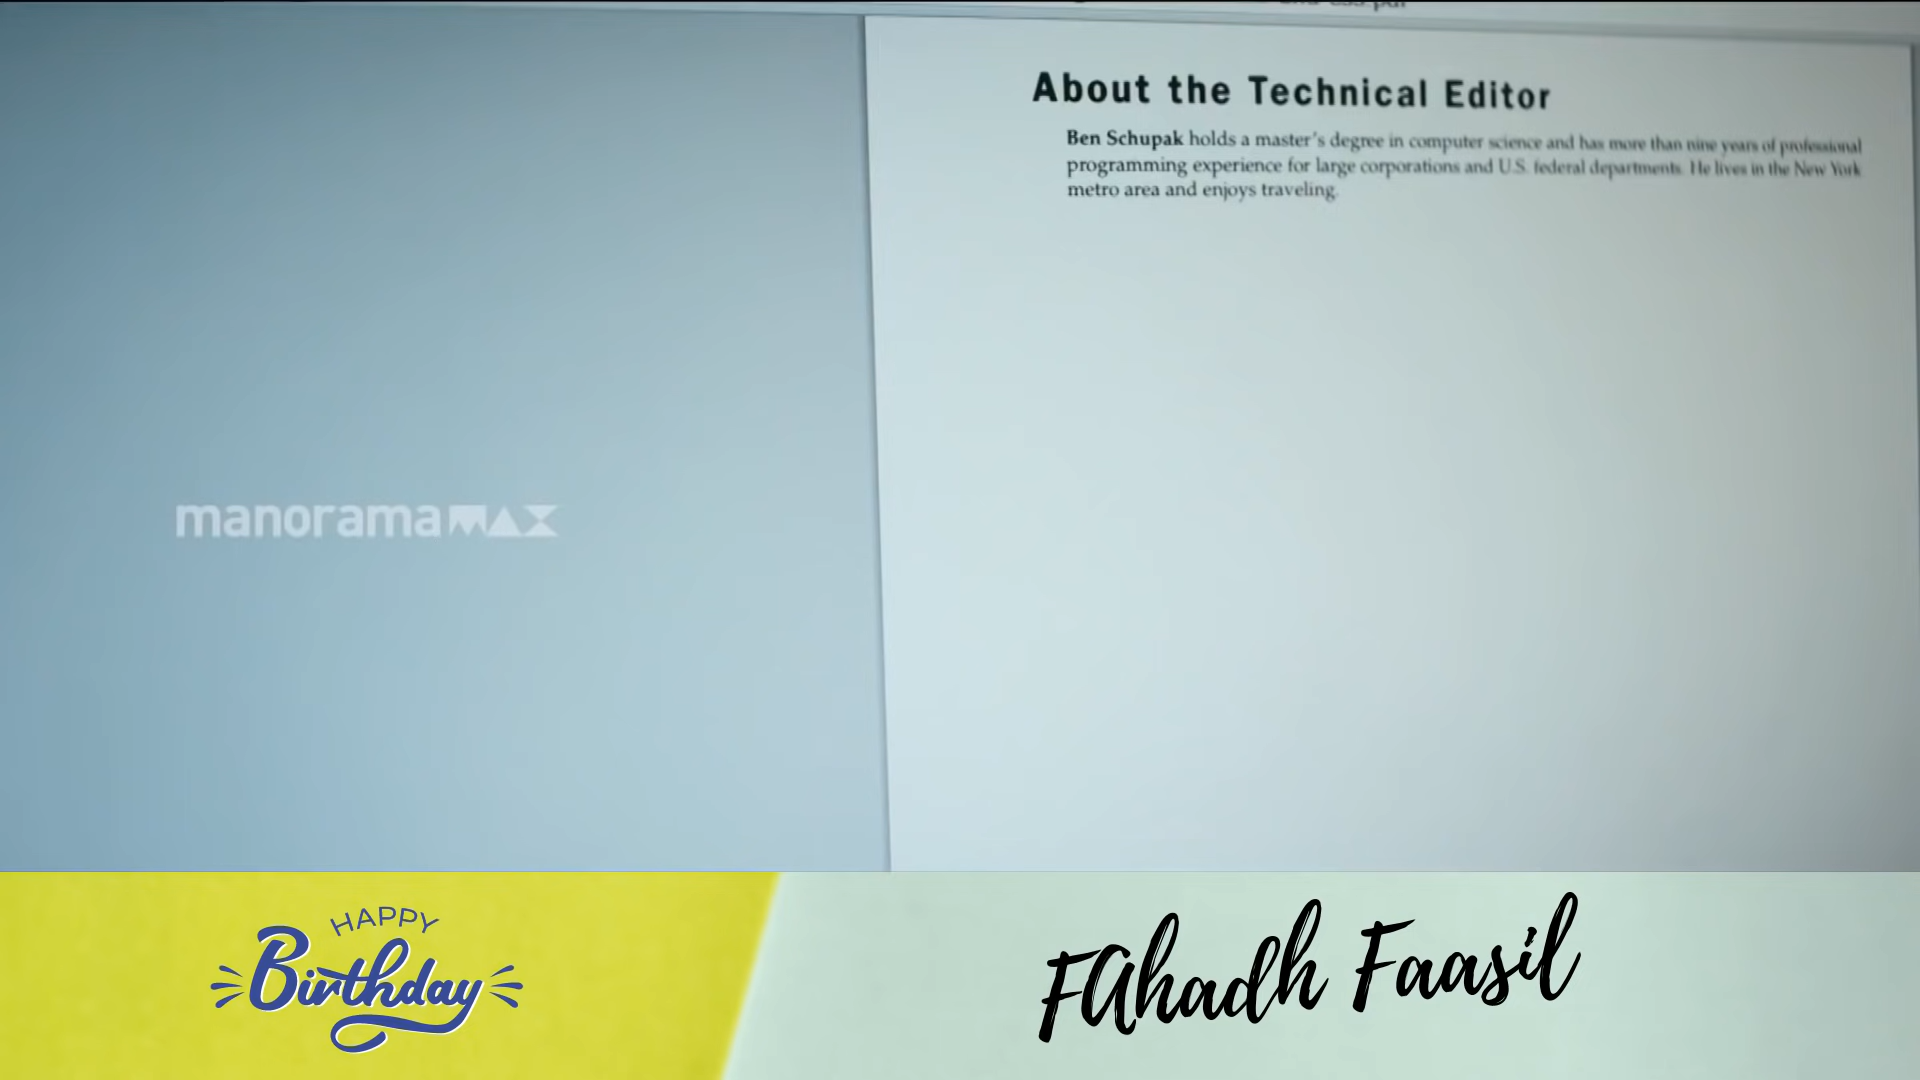 About the Technical Editor
Ben Schupak holds a master's degree in computer science and has more than nine years of professional
programming experience for large corporations and U.S. federal departments. He lives in the New York
metro area and enjoys traveling.
manoramaMAX
HAPPY
Birthday
FAhadh Faasil